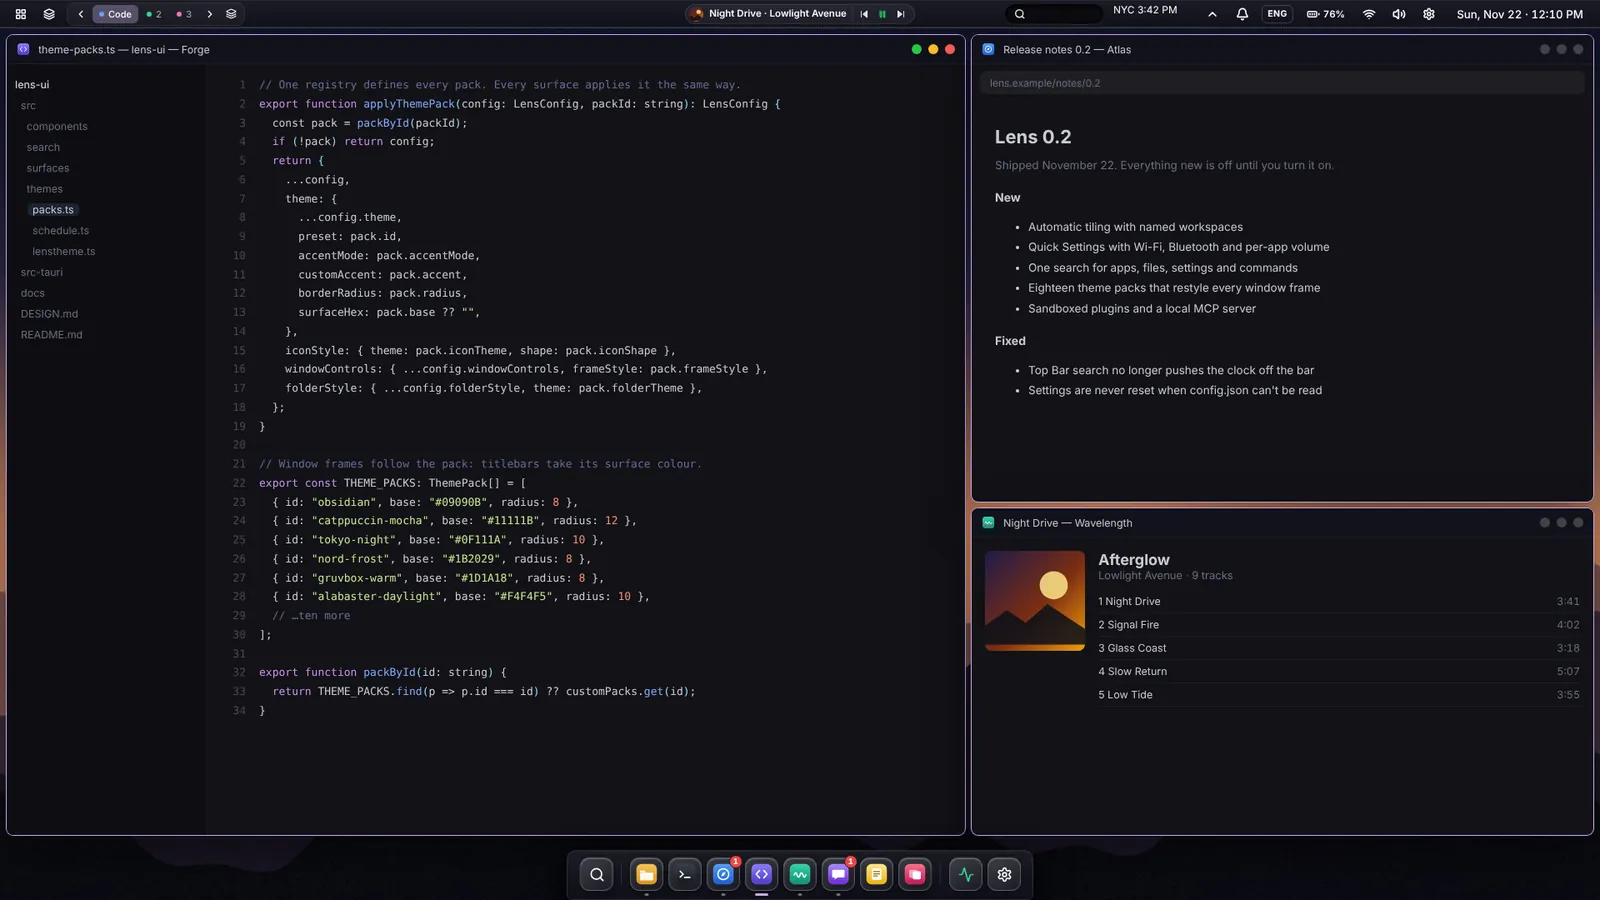 Code
2
3
Night Drive · Lowlight Avenue
NYC 3:42 PM
ENG
76%
Sun, Nov 22 · 12:10 PM
theme-packs.ts — lens-ui — Forge
lens-ui
src
components
search
surfaces
themes
packs.ts
schedule.ts
lenstheme.ts
src-tauri
docs
DESIGN.md
README.md
1 // One registry defines every pack. Every surface applies it the same way.
2 export function applyThemePack(config: LensConfig, packId: string): LensConfig {
3 const pack = packById(packId);
4 if (!pack) return config;
5 return {
6 ...config,
7 theme: {
8 ...config.theme,
9 preset: pack.id,
10 accentMode: pack.accentMode,
11 customAccent: pack.accent,
12 borderRadius: pack.radius,
13 surfaceHex: pack.base ?? "",
14 },
15 iconStyle: { theme: pack.iconTheme, shape: pack.iconShape },
16 windowControls: { ...config.windowControls, frameStyle: pack.frameStyle },
17 folderStyle: { ...config.folderStyle, theme: pack.folderTheme },
18 };
19 }
20
21 // Window frames follow the pack: titlebars take its surface colour.
22 export const THEME_PACKS: ThemePack[] = [
23 { id: "obsidian", base: "#09090B", radius: 8 },
24 { id: "catppuccin-mocha", base: "#11111B", radius: 12 },
25 { id: "tokyo-night", base: "#0F111A", radius: 10 },
26 { id: "nord-frost", base: "#1B2029", radius: 8 },
27 { id: "gruvbox-warm", base: "#1D1A18", radius: 8 },
28 { id: "alabaster-daylight", base: "#F4F4F5", radius: 10 },
29 // …ten more
30 ];
31
32 export function packById(id: string) {
33 return THEME_PACKS.find(p => p.id === id) ?? customPacks.get(id);
34 }
Release notes 0.2 — Atlas
lens.example/notes/0.2
Lens 0.2
Shipped November 22. Everything new is off until you turn it on.
New
• Automatic tiling with named workspaces
• Quick Settings with Wi-Fi, Bluetooth and per-app volume
• One search for apps, files, settings and commands
• Eighteen theme packs that restyle every window frame
• Sandboxed plugins and a local MCP server
Fixed
• Top Bar search no longer pushes the clock off the bar
• Settings are never reset when config.json can't be read
Night Drive — Wavelength
Afterglow
Lowlight Avenue · 9 tracks
1 Night Drive 3:41
2 Signal Fire 4:02
3 Glass Coast 3:18
4 Slow Return 5:07
5 Low Tide 3:55
1
1